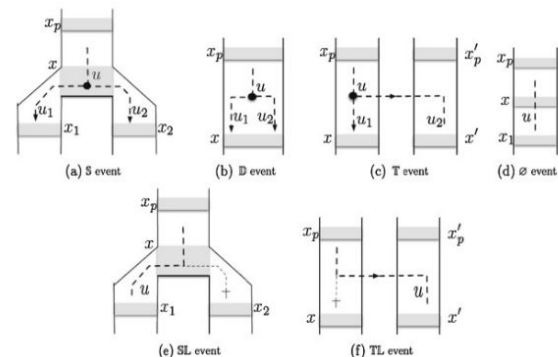 x_p
x
u
u_1
u_2
x_1
x_2
(a) 𝕊 event
x_p
u
u_1
u_2
x
(b) 𝔻 event
x_p
x'_p
u
u_1
u_2
x
x'
(c) 𝕋 event
x_p
x
u
x_1
(d) ∅ event
x_p
x
u
x_1
x_2
(e) 𝕊𝕃 event
x_p
x'_p
u
x
x'
(f) 𝕋𝕃 event